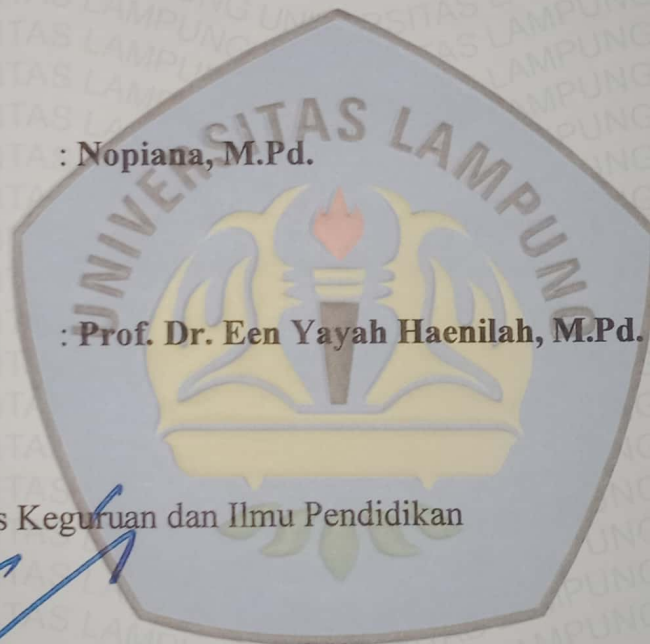 UNIVERSITAS LAMPUNG
: Nopiana, M.Pd.
: Prof. Dr. Een Yayah Haenilah, M.Pd.
s Keguruan dan Ilmu Pendidikan